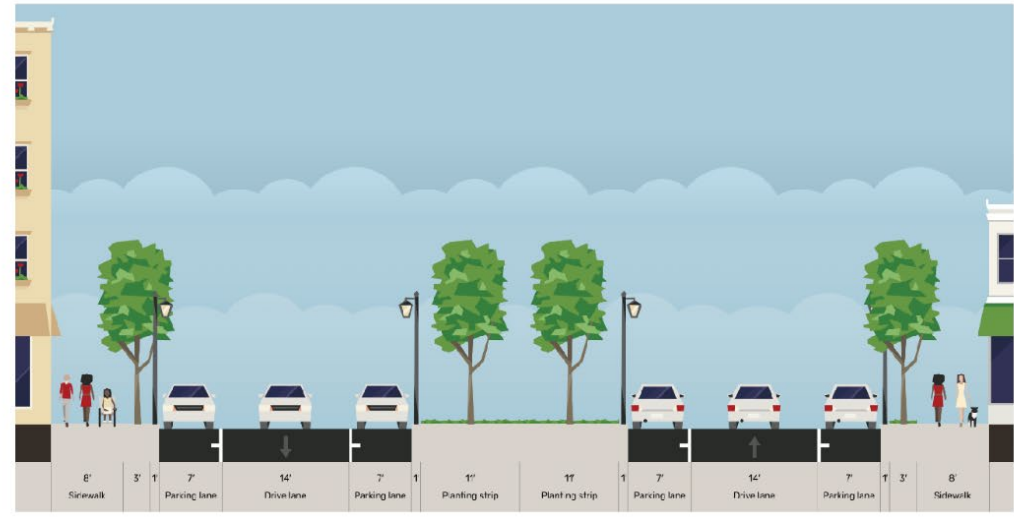 8' 3' 1' 7' 14' 7' 1' 11' 11' 1' 7' 14' 7' 1' 3' 8'
Sidewalk Parking lane Drive lane Parking lane Planting strip Planting strip Parking lane Drive lane Parking lane Sidewalk